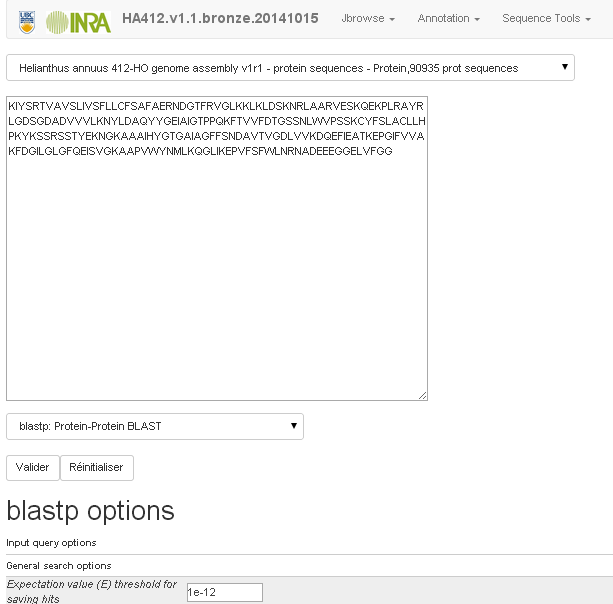 UBC INRA HA412.v1.1.bronze.20141015 Jbrowse Annotation Sequence Tools
Helianthus annuus 412-HO genome assembly v1r1 - protein sequences - Protein,90935 prot sequences
KIYSRTVAVSLIVSFLLCFSAFAERNDGTFRVGLKKLKLDSKNRLAARVESKQEKPLRAYR
LGDSGDADVVVLKNYLDAQYYGEIAIGTPPQKFTVVFDTGSSNLWVPSSKCYFSLACLLH
PKYKSSRSSTYEKNGKAAAIHYGTGAIAGFFSNDAVTVGDLVVKDQEFIEATKEPGIFVVA
KFDGILGLGFQEISVGKAAPVWYNMLKQGLIKEPVFSFWLNRNADEEEGGELVFGG
blastp: Protein-Protein BLAST
Valider Réinitialiser
blastp options
Input query options
General search options
Expectation value (E) threshold for
saving hits 1e-12